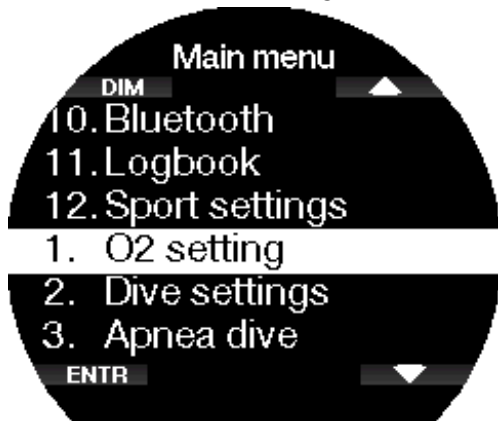 Main menu
DIM
10. Bluetooth
11. Logbook
12. Sport settings
1. O2 setting
2. Dive settings
3. Apnea dive
ENTR